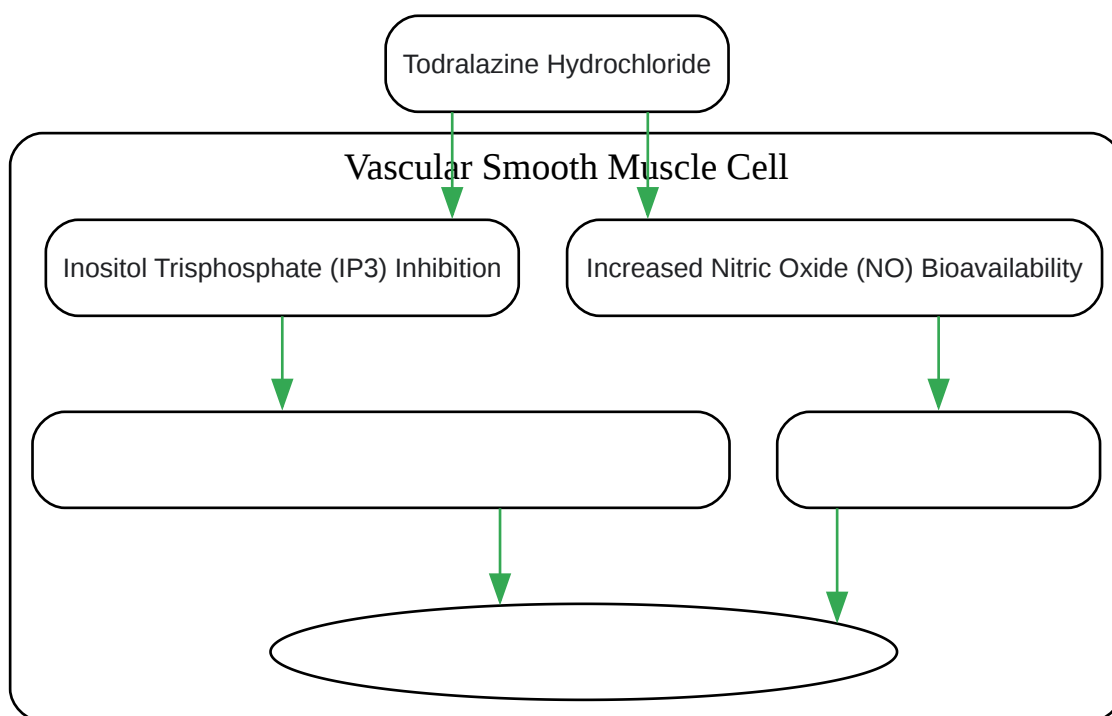 Todralazine Hydrochloride
Vascular Smooth Muscle Cell
Inositol Trisphosphate (IP3) Inhibition
Increased Nitric Oxide (NO) Bioavailability